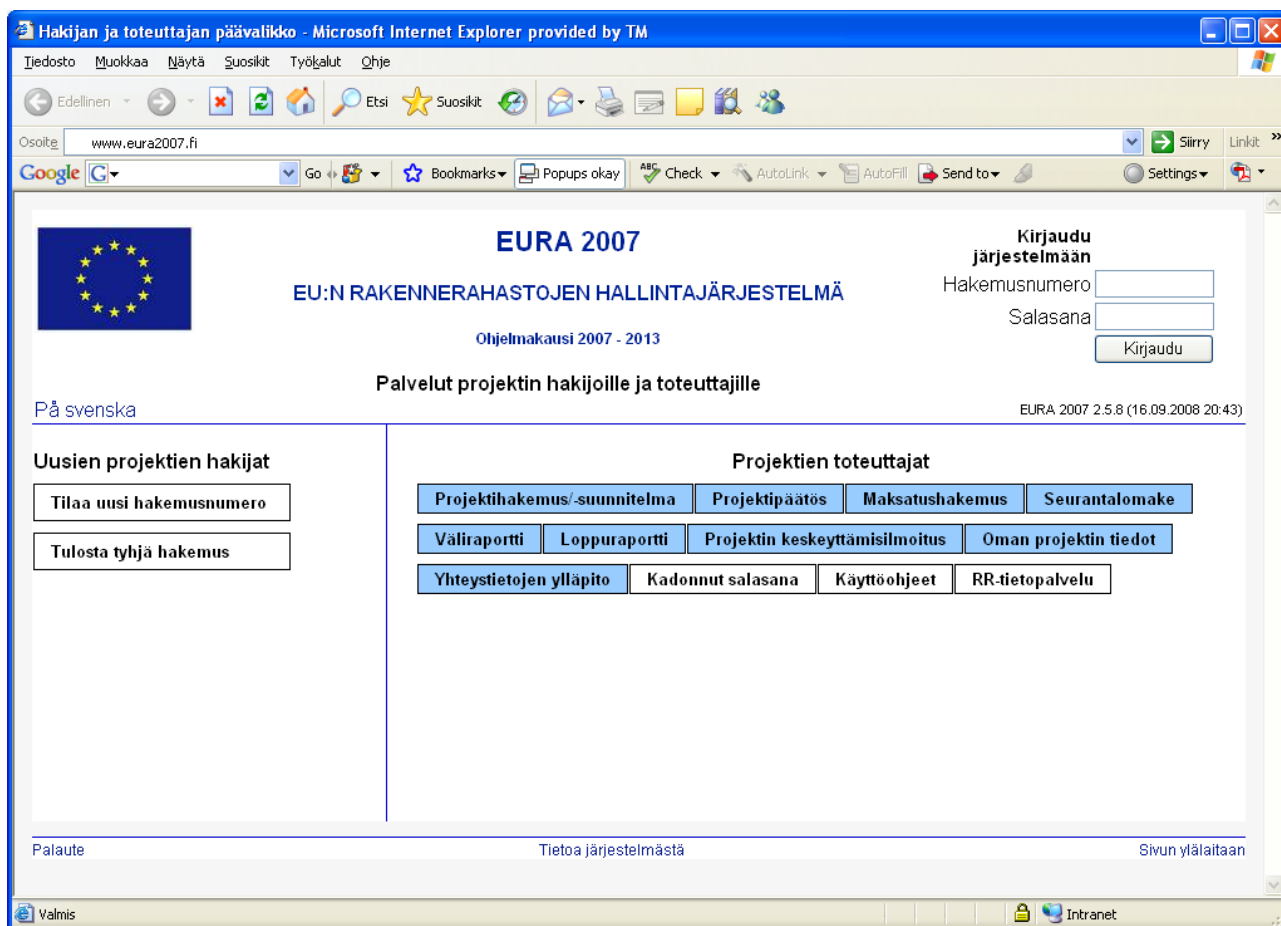 Hakijan ja toteuttajan päävalikko - Microsoft Internet Explorer provided by TM
Tiedosto Muokkaa Näytä Suosikit Työkalut Ohje
Edellinen Etsi Suosikit
Osoite www.eura2007.fi Siirry Linkit »
Google G Go Bookmarks Popups okay ABC Check AutoLink AutoFill Send to Settings
EURA 2007
EU:N RAKENNERAHASTOJEN HALLINTAJÄRJESTELMÄ
Ohjelmakausi 2007 - 2013
Palvelut projektin hakijoille ja toteuttajille
Kirjaudu
järjestelmään
Hakemusnumero
Salasana
Kirjaudu
På svenska
EURA 2007 2.5.8 (16.09.2008 20:43)
Uusien projektien hakijat
Tilaa uusi hakemusnumero
Tulosta tyhjä hakemus
Projektien toteuttajat
Projektihakemus/-suunnitelma Projektipäätös Maksatushakemus Seurantalomake
Väliraportti Loppuraportti Projektin keskeyttämisilmoitus Oman projektin tiedot
Yhteystietojen ylläpito Kadonnut salasana Käyttöohjeet RR-tietopalvelu
Palaute Tietoa järjestelmästä Sivun ylälaitaan
Valmis Intranet